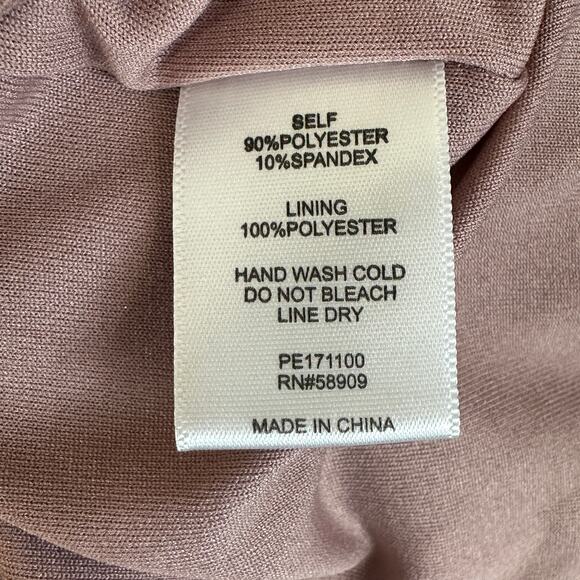 SELF
90%POLYESTER
10%SPANDEX
LINING
100%POLYESTER
HAND WASH COLD
DO NOT BLEACH
LINE DRY
PE171100
RN#58909
MADE IN CHINA